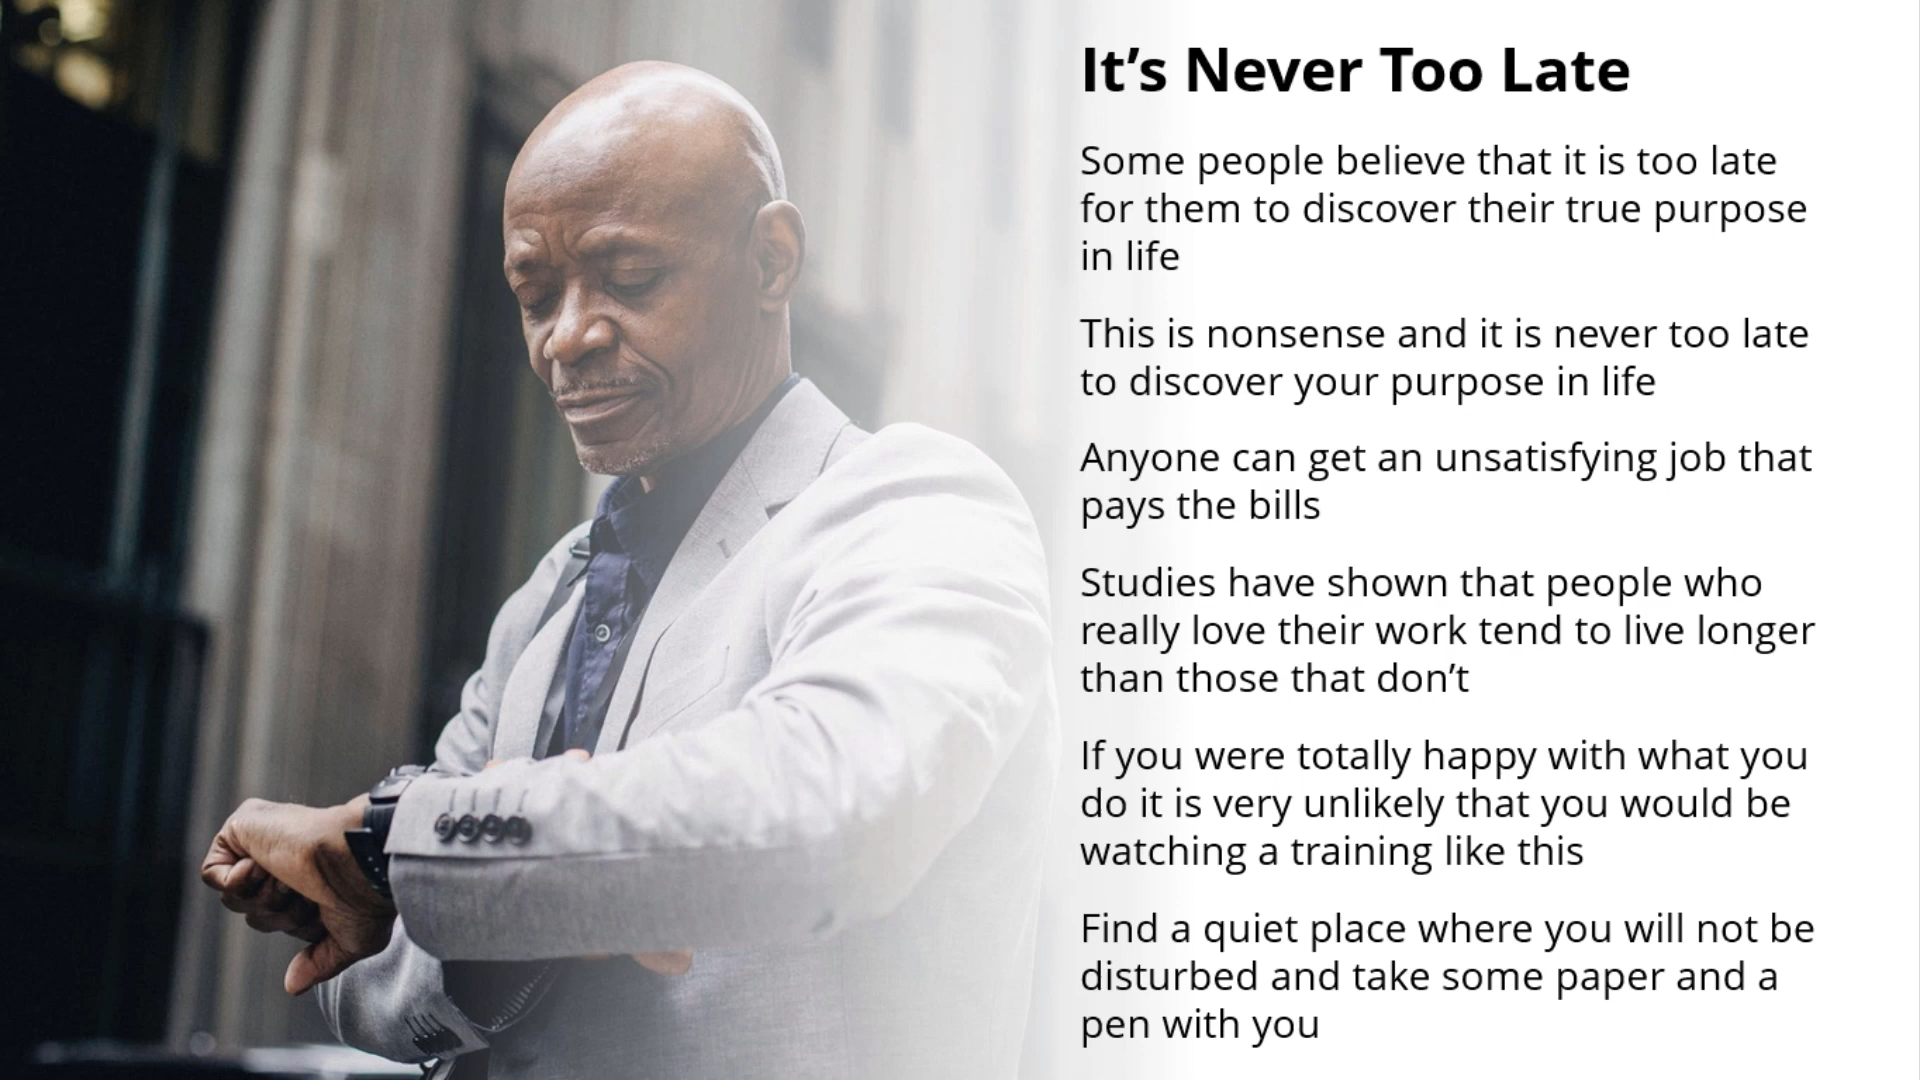 It’s Never Too Late
Some people believe that it is too late
for them to discover their true purpose
in life
This is nonsense and it is never too late
to discover your purpose in life
Anyone can get an unsatisfying job that
pays the bills
Studies have shown that people who
really love their work tend to live longer
than those that don’t
If you were totally happy with what you
do it is very unlikely that you would be
watching a training like this
Find a quiet place where you will not be
disturbed and take some paper and a
pen with you